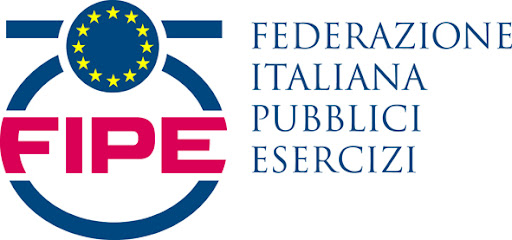 FIPE
FEDERAZIONE
ITALIANA
PUBBLICI
ESERCIZI